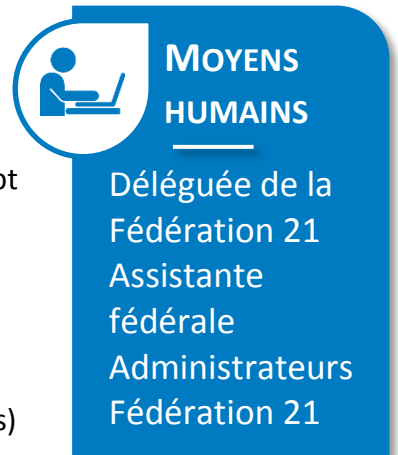 MOYENS
HUMAINS
Déléguée de la
Fédération 21
Assistante
fédérale
Administrateurs
Fédération 21